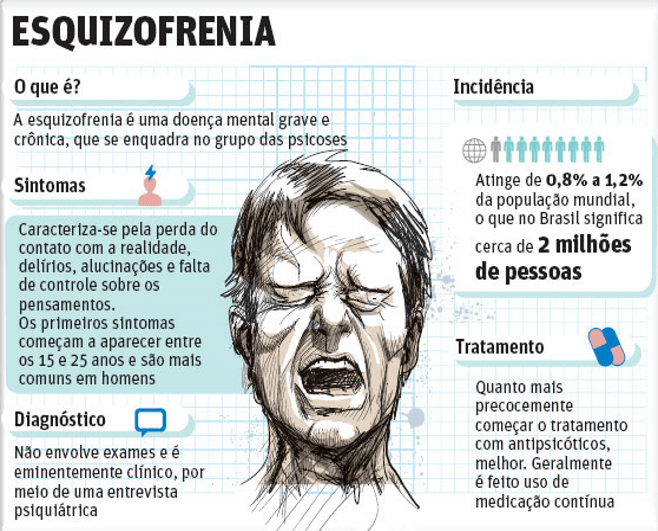 ESQUIZOFRENIA
O que é?
A esquizofrenia é uma doença mental grave e
crônica, que se enquadra no grupo das psicoses
Sintomas
Caracteriza-se pela perda do
contato com a realidade,
delírios, alucinações e falta
de controle sobre os
pensamentos.
Os primeiros sintomas
começam a aparecer entre
os 15 e 25 anos e são mais
comuns em homens
Diagnóstico
Não envolve exames e é
eminentemente clínico, por
meio de uma entrevista
psiquiátrica
Incidência
Atinge de 0,8% a 1,2%
da população mundial,
o que no Brasil significa
cerca de 2 milhões
de pessoas
Tratamento
Quanto mais
precocemente
começar o tratamento
com antipsicóticos,
melhor. Geralmente
é feito uso de
medicação contínua